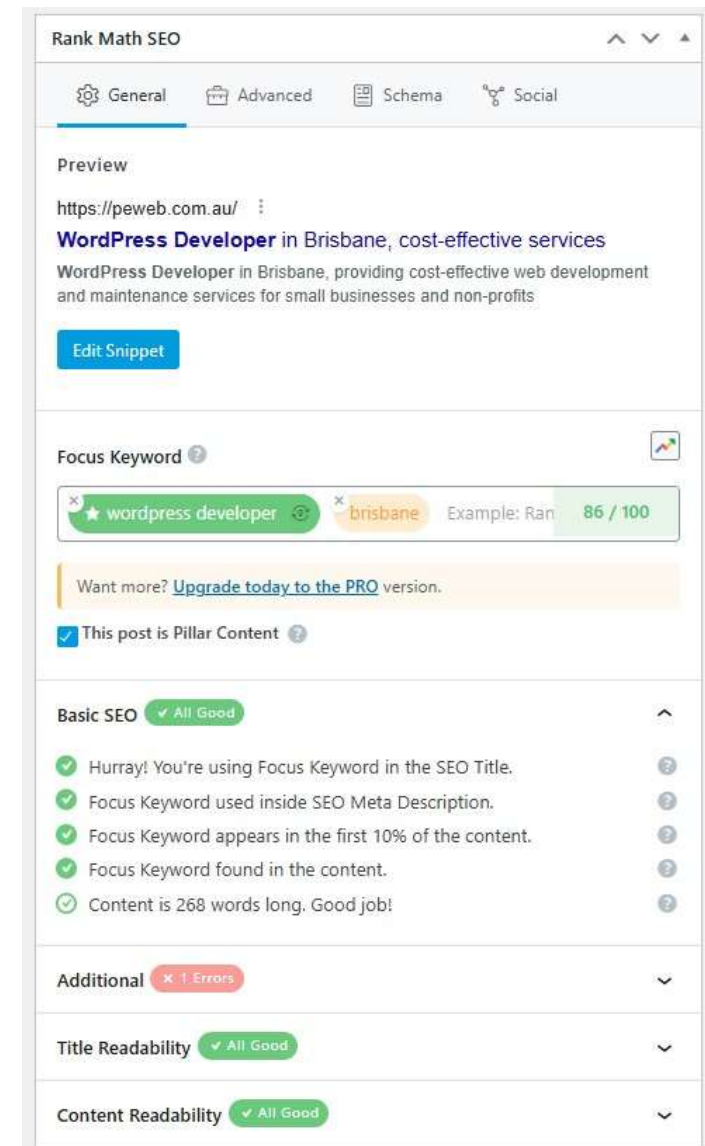 Rank Math SEO
General Advanced Schema Social
Preview
https://peweb.com.au/
WordPress Developer in Brisbane, cost-effective services
WordPress Developer in Brisbane, providing cost-effective web development
and maintenance services for small businesses and non-profits
Edit Snippet
Focus Keyword
wordpress developer brisbane Example: Ran 86 / 100
Want more? Upgrade today to the PRO version.
This post is Pillar Content
Basic SEO All Good
Hurray! You're using Focus Keyword in the SEO Title.
Focus Keyword used inside SEO Meta Description.
Focus Keyword appears in the first 10% of the content.
Focus Keyword found in the content.
Content is 268 words long. Good job!
Additional × 1 Errors
Title Readability All Good
Content Readability All Good